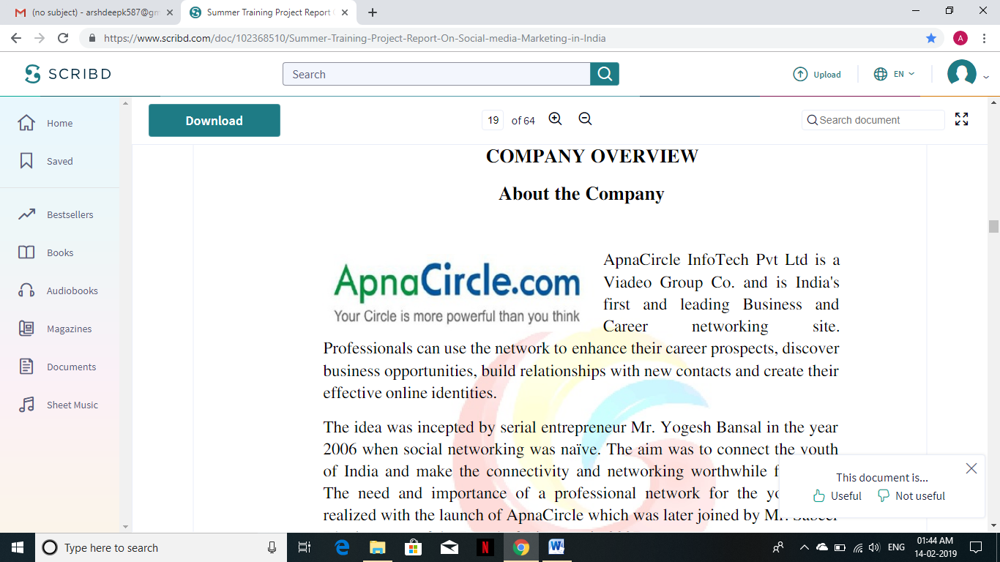 (no subject) - arshdeepk587@gm
Summer Training Project Report
https://www.scribd.com/doc/102368510/Summer-Training-Project-Report-On-Social-media-Marketing-in-India
A
SCRIBD
Search
Upload
EN
Home
Saved
Bestsellers
Books
Audiobooks
Magazines
Documents
Sheet Music
Download
19 of 64
Search document
COMPANY OVERVIEW
About the Company
ApnaCircle.com
Your Circle is more powerful than you think
ApnaCircle InfoTech Pvt Ltd is a
Viadeo Group Co. and is India's
first and leading Business and
Career networking site.
Professionals can use the network to enhance their career prospects, discover
business opportunities, build relationships with new contacts and create their
effective online identities.
The idea was incepted by serial entrepreneur Mr. Yogesh Bansal in the year
2006 when social networking was naïve. The aim was to connect the youth
of India and make the connectivity and networking worthwhile
The need and importance of a professional network for the
realized with the launch of ApnaCircle which was later joined by Mr.
This document is...
Useful
Not useful
Type here to search
N
W
ENG
01:44 AM
14-02-2019